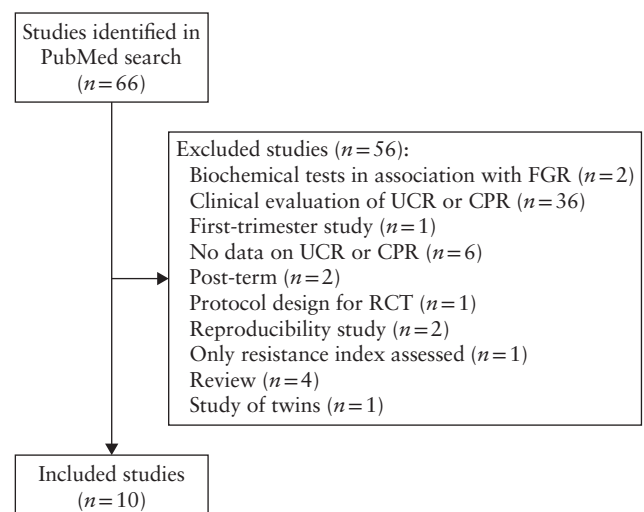 Studies identified in
PubMed search
(n=66)
Excluded studies (n=56):
Biochemical tests in association with FGR (n=2)
Clinical evaluation of UCR or CPR (n=36)
First-trimester study (n=1)
No data on UCR or CPR (n=6)
Post-term (n=2)
Protocol design for RCT (n=1)
Reproducibility study (n=2)
Only resistance index assessed (n=1)
Review (n=4)
Study of twins (n=1)
Included studies
(n=10)